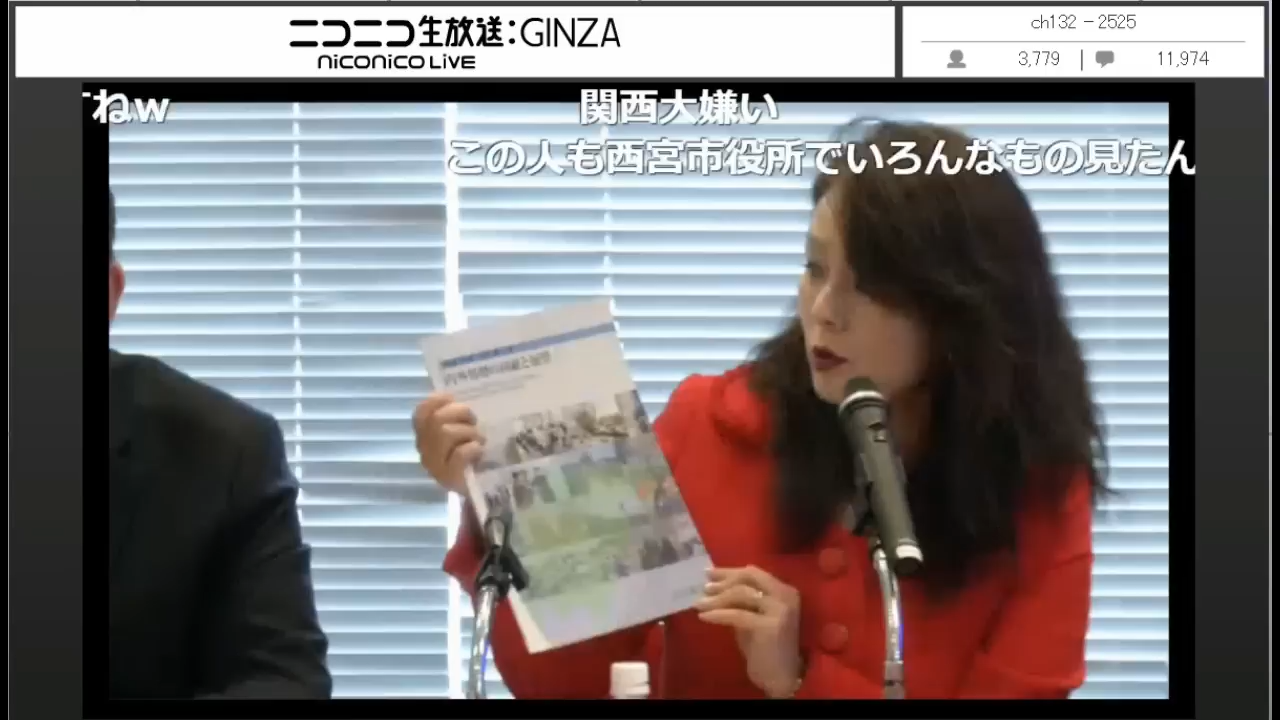 ニコニコ生放送：GINZA
niconico LiVE
ch132 － 2525
3,779 | 11,974
ねw
関西大嫌い
この人も西宮市役所でいろんなもの見たん